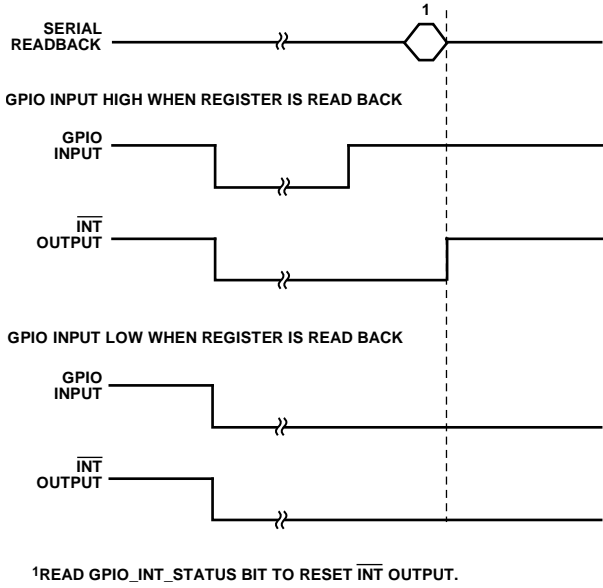 1
SERIAL
READBACK
GPIO INPUT HIGH WHEN REGISTER IS READ BACK
GPIO
INPUT
INT
OUTPUT
GPIO INPUT LOW WHEN REGISTER IS READ BACK
GPIO
INPUT
INT
OUTPUT
1READ GPIO_INT_STATUS BIT TO RESET INT OUTPUT.